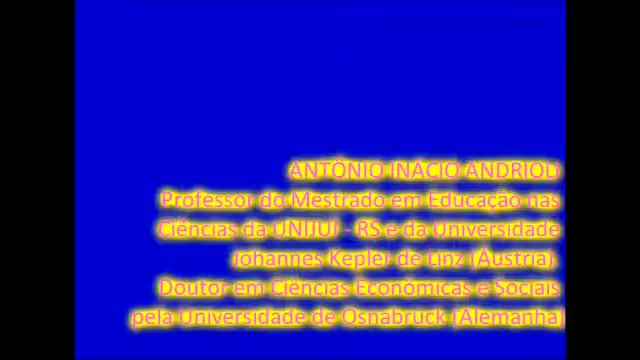 ANTÔNIO INÁCIO ANDRIOLI
Professor do Mestrado em Educação nas
Ciências da UNIJUÍ - RS e da Universidade
Johannes Kepler de Linz (Áustria).
Doutor em Ciências Econômicas e Sociais
pela Universidade de Osnabruck (Alemanha)